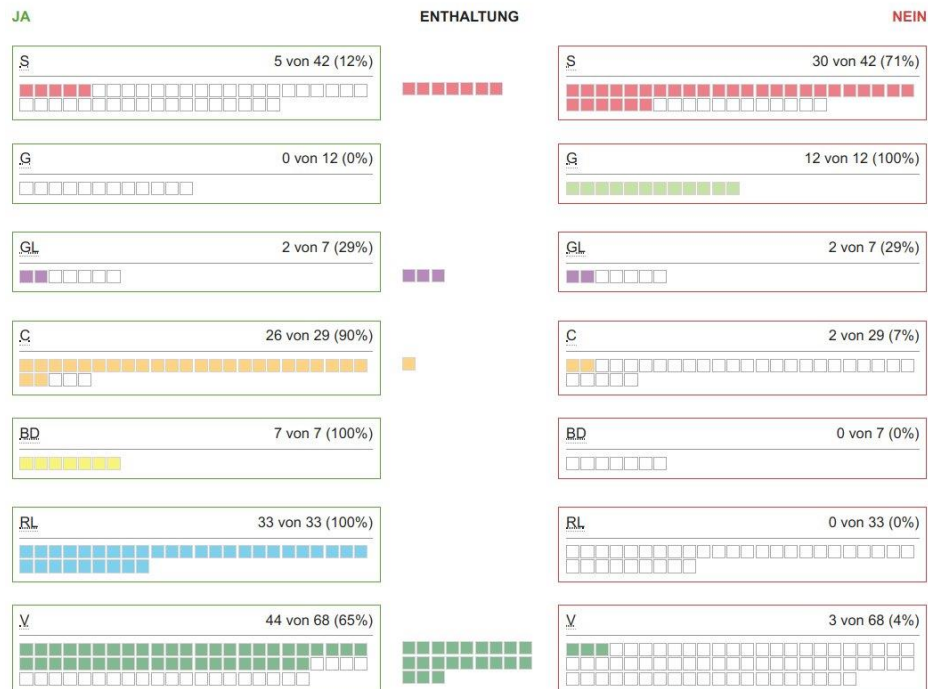 JA ENTHALTUNG NEIN
S 5 von 42 (12%) S 30 von 42 (71%)
G 0 von 12 (0%) G 12 von 12 (100%)
GL 2 von 7 (29%) GL 2 von 7 (29%)
C 26 von 29 (90%) C 2 von 29 (7%)
BD 7 von 7 (100%) BD 0 von 7 (0%)
RL 33 von 33 (100%) RL 0 von 33 (0%)
V 44 von 68 (65%) V 3 von 68 (4%)